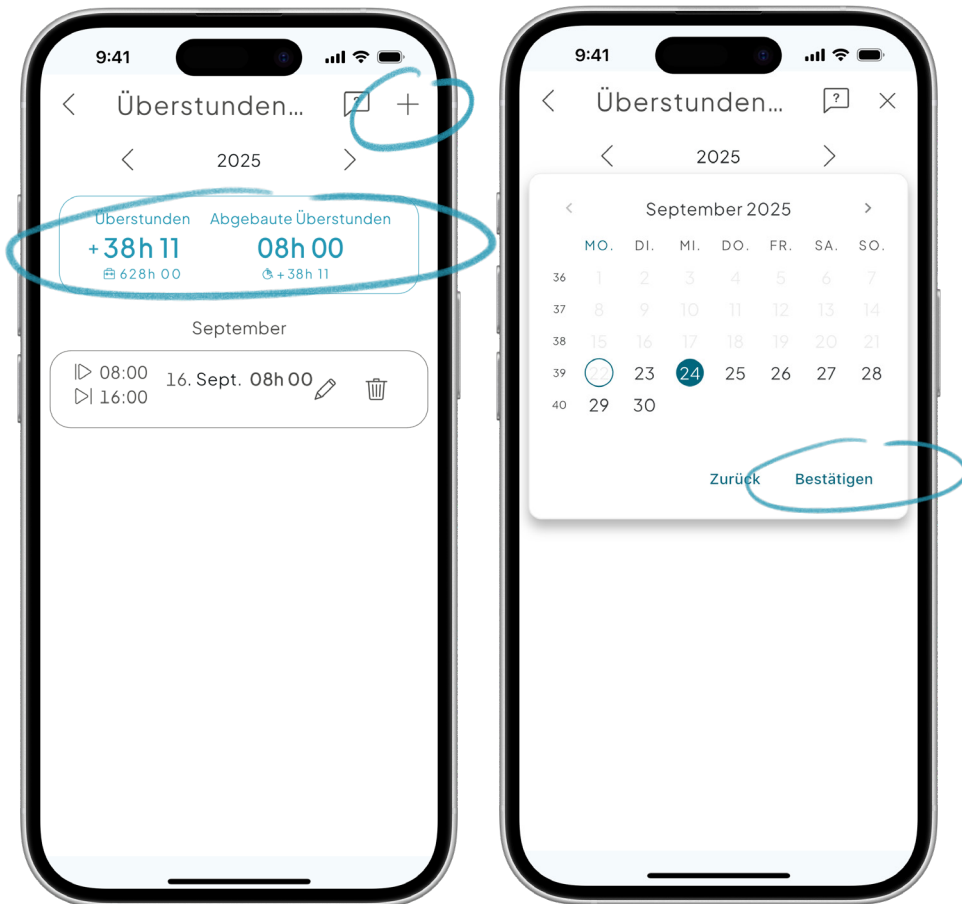 9:41
Überstunden...
?
2025
Überstunden Abgebaute Überstunden
+38h 11 08h 00
628h 00 +38h 11
September
08:00 16. Sept. 08h 00
16:00
9:41
Überstunden...
?
2025
September 2025
MO. DI. MI. DO. FR. SA. SO.
36 1 2 3 4 5 6 7
37 8 9 10 11 12 13 14
38 15 16 17 18 19 20 21
39 22 23 24 25 26 27 28
40 29 30
Zurück Bestätigen